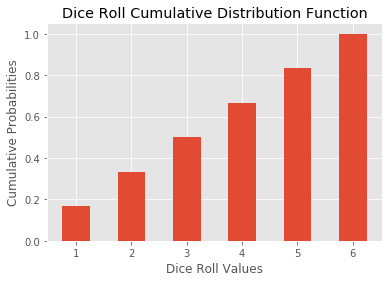 Dice Roll Cumulative Distribution Function
Cumulative Probabilities
1.0
0.8
0.6
0.4
0.2
0.0
1 2 3 4 5 6
Dice Roll Values